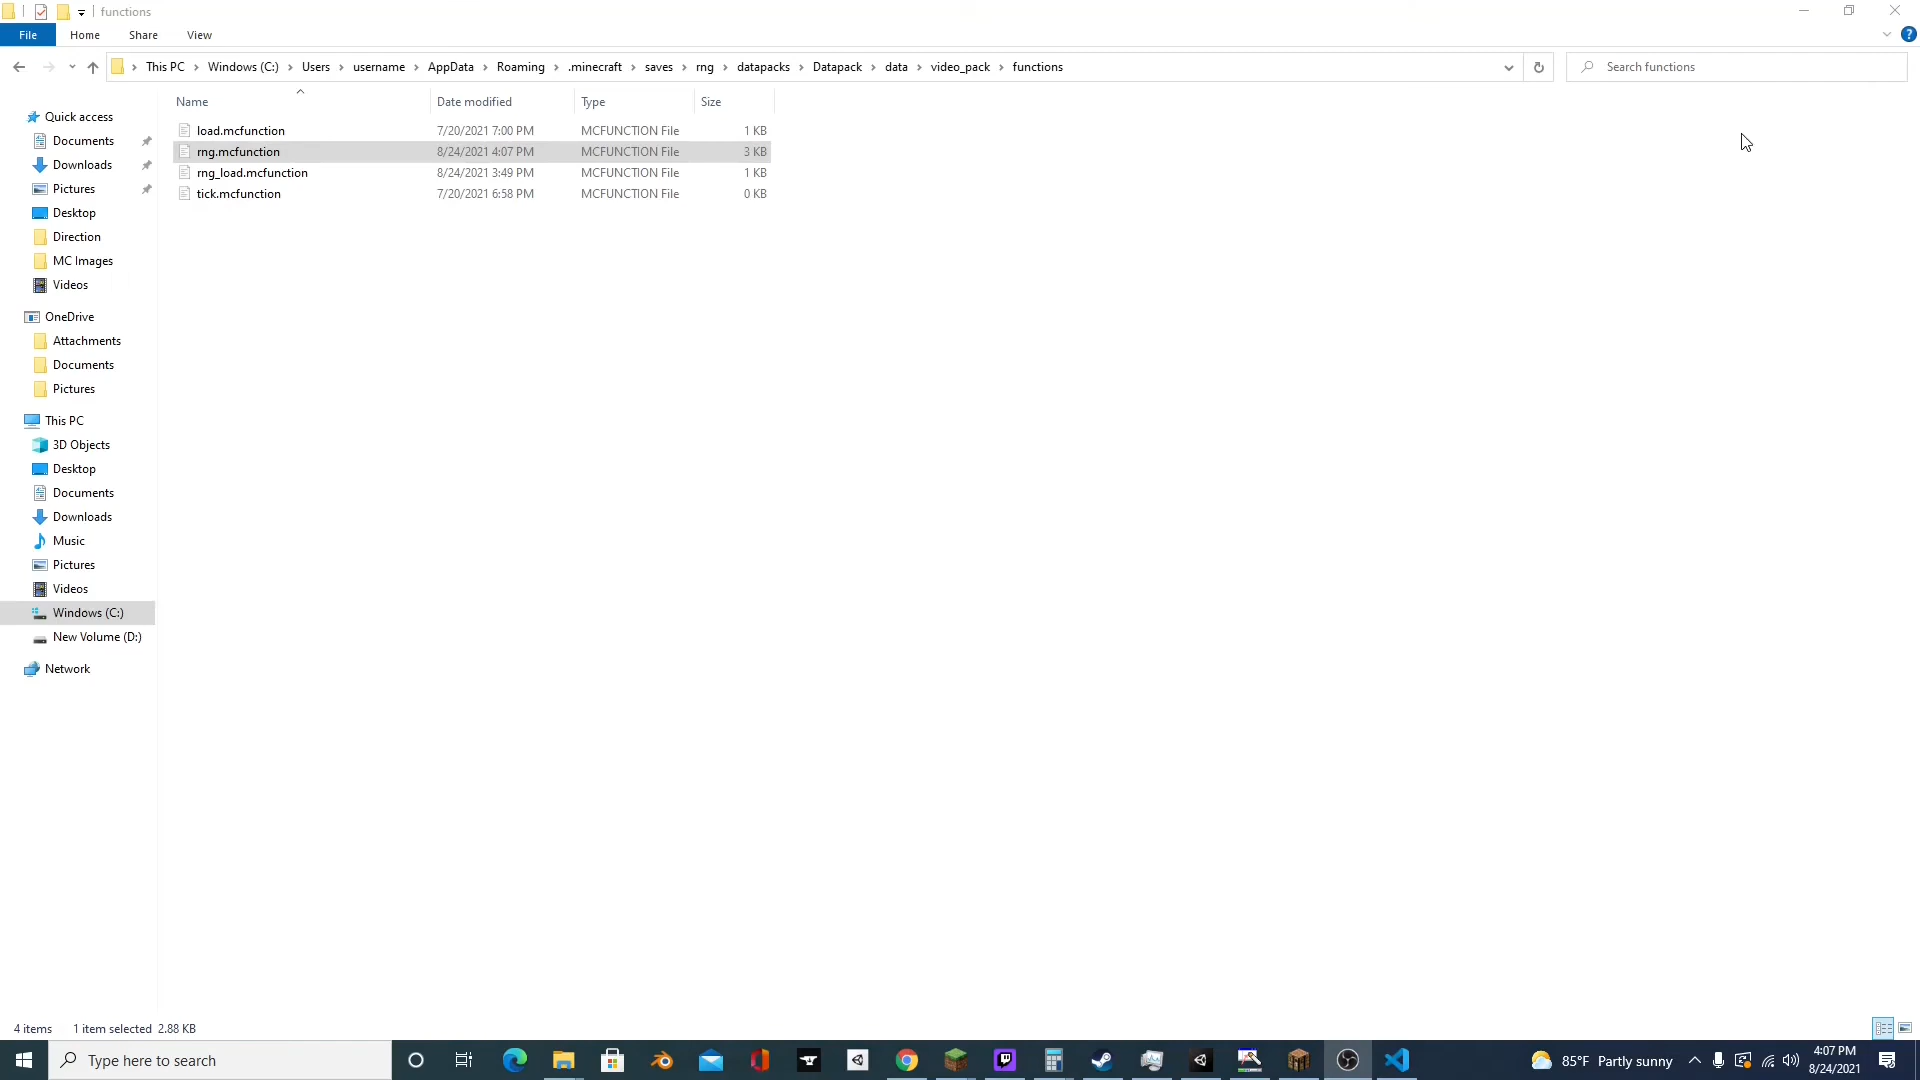 functions
File Home Share View
This PC Windows (C:) Users username AppData Roaming .minecraft saves rng datapacks Datapack data video_pack functions
Search functions
Name Date modified Type Size
load.mcfunction 7/20/2021 7:00 PM MCFUNCTION File 1 KB
rng.mcfunction 8/24/2021 4:07 PM MCFUNCTION File 3 KB
rng_load.mcfunction 8/24/2021 3:49 PM MCFUNCTION File 1 KB
tick.mcfunction 7/20/2021 6:58 PM MCFUNCTION File 0 KB
Quick access
Documents
Downloads
Pictures
Desktop
Direction
MC Images
Videos
OneDrive
Attachments
Documents
Pictures
This PC
3D Objects
Desktop
Documents
Downloads
Music
Pictures
Videos
Windows (C:)
New Volume (D:)
Network
4 items 1 item selected 2.88 KB
Type here to search
85°F Partly sunny
4:07 PM
8/24/2021